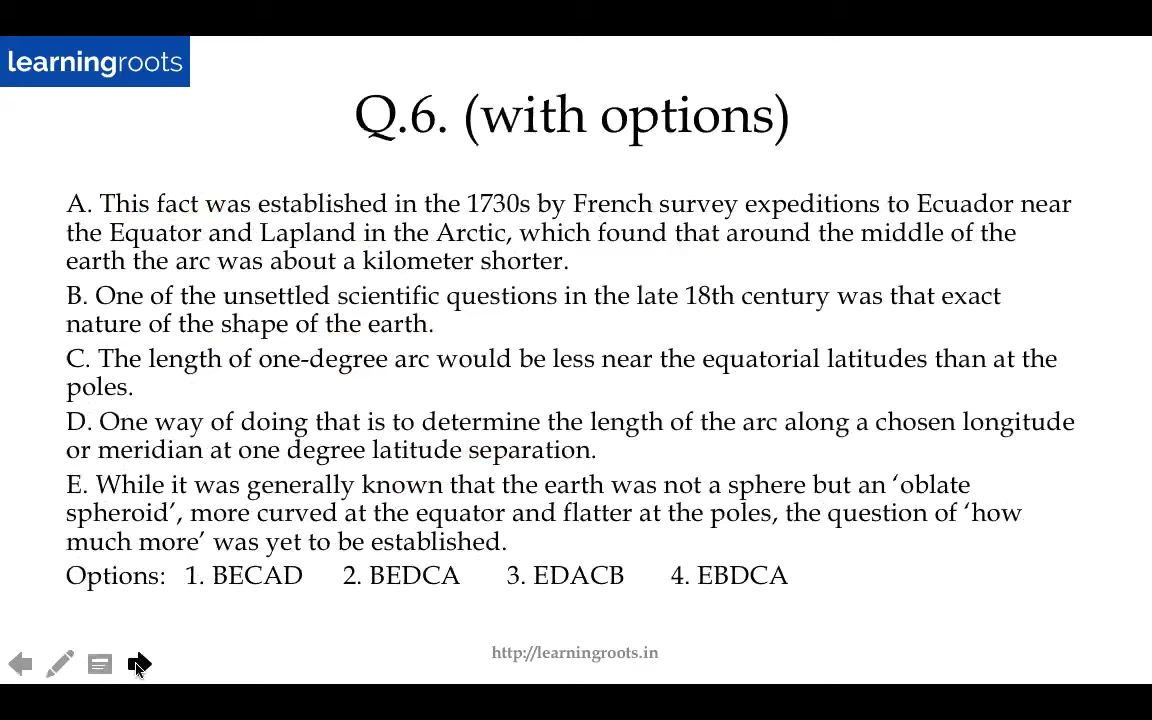 learningroots
Q.6. (with options)
A. This fact was established in the 1730s by French survey expeditions to Ecuador near
the Equator and Lapland in the Arctic, which found that around the middle of the
earth the arc was about a kilometer shorter.
B. One of the unsettled scientific questions in the late 18th century was that exact
nature of the shape of the earth.
C. The length of one-degree arc would be less near the equatorial latitudes than at the
poles.
D. One way of doing that is to determine the length of the arc along a chosen longitude
or meridian at one degree latitude separation.
E. While it was generally known that the earth was not a sphere but an ‘oblate
spheroid’, more curved at the equator and flatter at the poles, the question of ‘how
much more’ was yet to be established.
Options: 1. BECAD 2. BEDCA 3. EDACB 4. EBDCA
http://learningroots.in